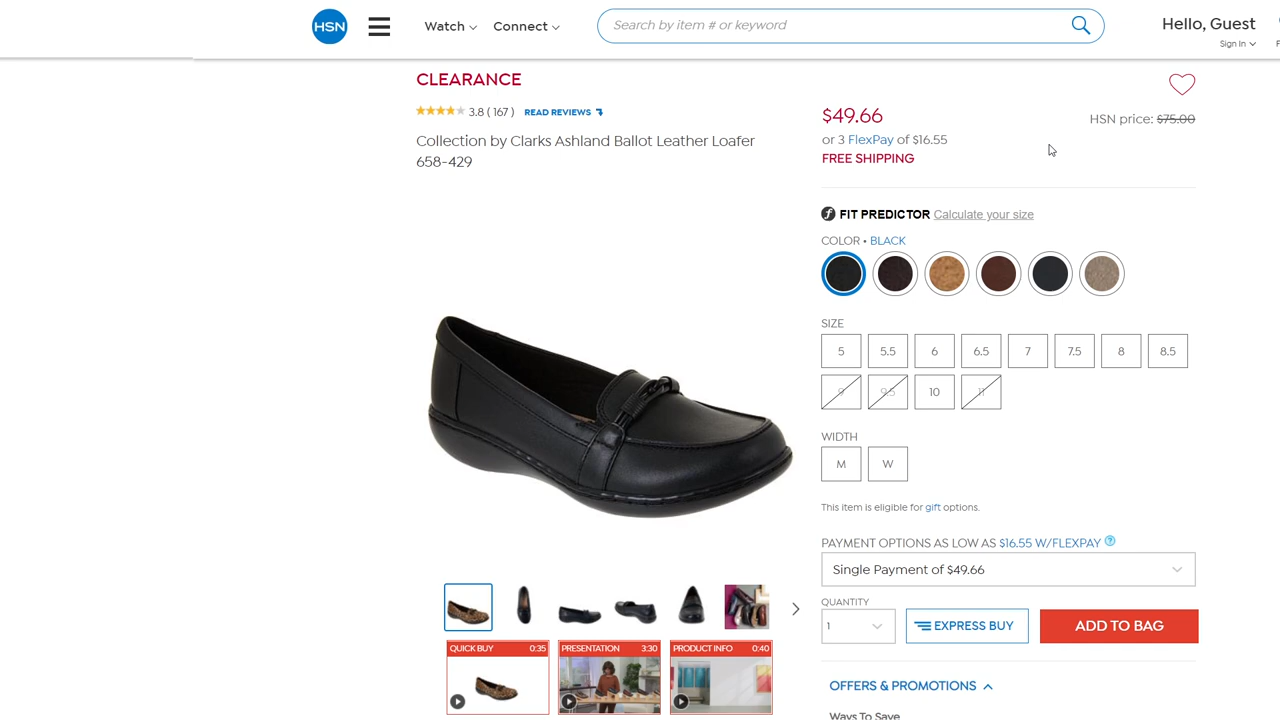 HSN
Watch
Connect
Search by item # or keyword
Hello, Guest
Sign In
CLEARANCE
3.8 ( 167 ) READ REVIEWS
Collection by Clarks Ashland Ballot Leather Loafer
658-429
$49.66
HSN price: $75.00
or 3 FlexPay of $16.55
FREE SHIPPING
FIT PREDICTOR Calculate your size
COLOR • BLACK
SIZE
5 5.5 6 6.5 7 7.5 8 8.5
9 9.5 10 11
WIDTH
M W
This item is eligible for gift options.
PAYMENT OPTIONS AS LOW AS $16.55 W/FLEXPAY ?
Single Payment of $49.66
QUANTITY
1
EXPRESS BUY
ADD TO BAG
QUICK BUY 0:35
PRESENTATION 3:30
PRODUCT INFO 0:40
OFFERS & PROMOTIONS
Ways To Save